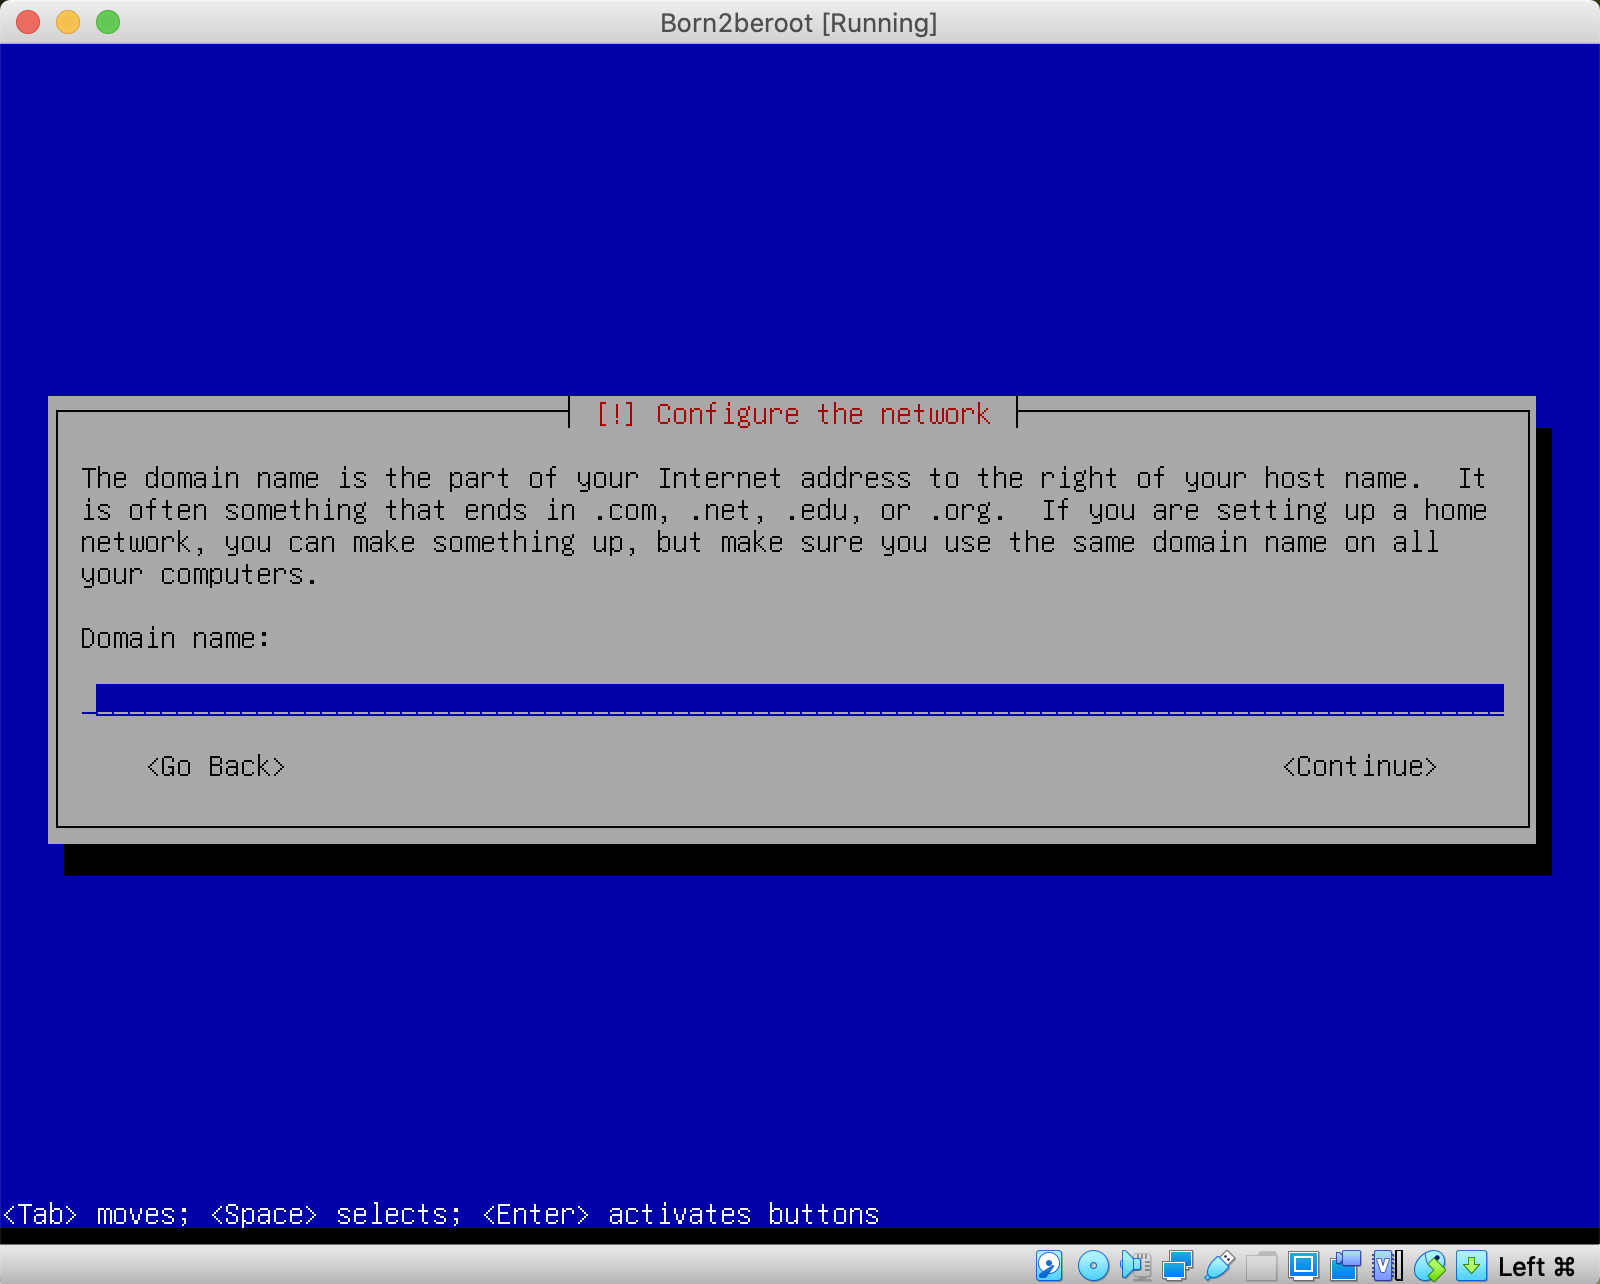 Born2beroot [Running]
[!] Configure the network
The domain name is the part of your Internet address to the right of your host name.  It
is often something that ends in .com, .net, .edu, or .org.  If you are setting up a home
network, you can make something up, but make sure you use the same domain name on all
your computers.
Domain name:
<Go Back>
<Continue>
<Tab> moves; <Space> selects; <Enter> activates buttons
Left ⌘